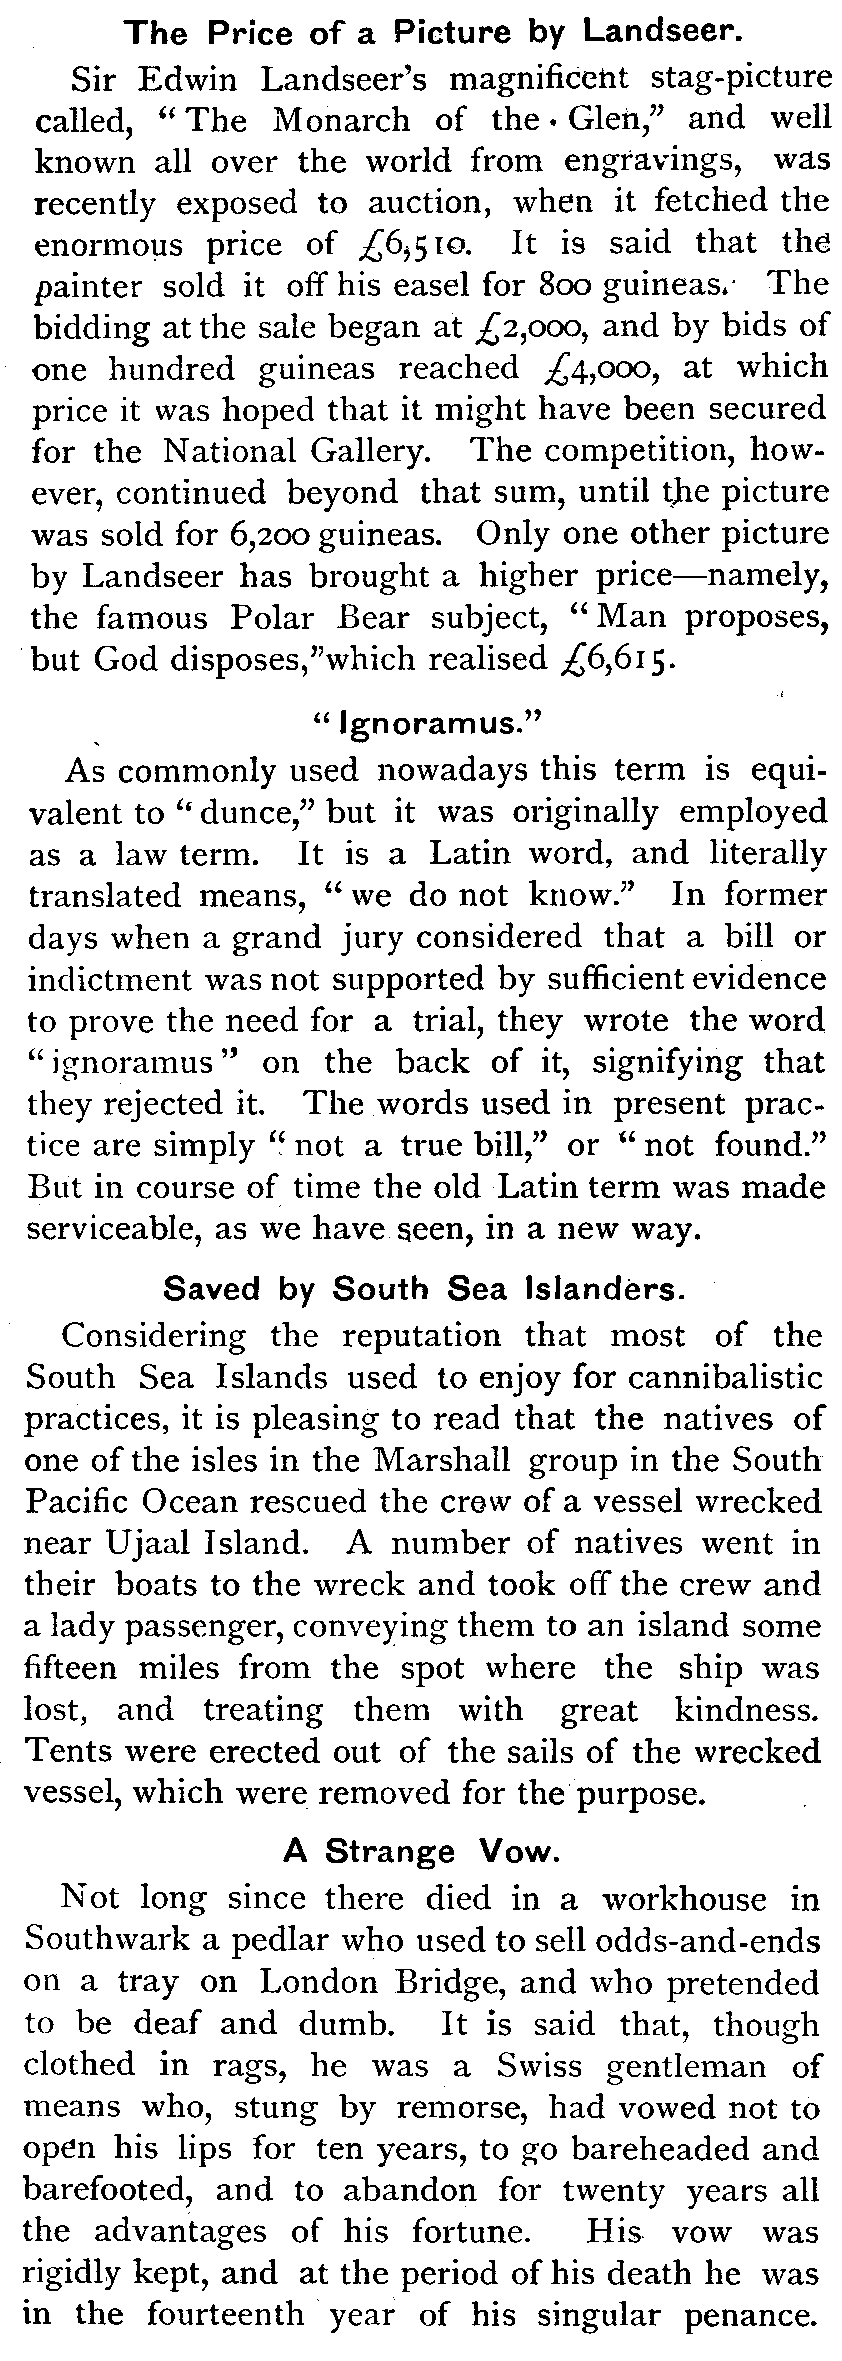 The Price of a Picture by Landseer.
Sir Edwin Landseer's magnificent stag-picture
called, "The Monarch of the Glen," and well
known all over the world from engravings, was
recently exposed to auction, when it fetched the
enormous price of £6,510. It is said that the
painter sold it off his easel for 800 guineas. The
bidding at the sale began at £2,000, and by bids of
one hundred guineas reached £4,000, at which
price it was hoped that it might have been secured
for the National Gallery. The competition, how-
ever, continued beyond that sum, until the picture
was sold for 6,200 guineas. Only one other picture
by Landseer has brought a higher price—namely,
the famous Polar Bear subject, "Man proposes,
but God disposes," which realised £6,615.
"Ignoramus."
As commonly used nowadays this term is equi-
valent to "dunce," but it was originally employed
as a law term. It is a Latin word, and literally
translated means, "we do not know." In former
days when a grand jury considered that a bill or
indictment was not supported by sufficient evidence
to prove the need for a trial, they wrote the word
"ignoramus" on the back of it, signifying that
they rejected it. The words used in present prac-
tice are simply "not a true bill," or "not found."
But in course of time the old Latin term was made
serviceable, as we have seen, in a new way.
Saved by South Sea Islanders.
Considering the reputation that most of the
South Sea Islands used to enjoy for cannibalistic
practices, it is pleasing to read that the natives of
one of the isles in the Marshall group in the South
Pacific Ocean rescued the crew of a vessel wrecked
near Ujaal Island. A number of natives went in
their boats to the wreck and took off the crew and
a lady passenger, conveying them to an island some
fifteen miles from the spot where the ship was
lost, and treating them with great kindness.
Tents were erected out of the sails of the wrecked
vessel, which were removed for the purpose.
A Strange Vow.
Not long since there died in a workhouse in
Southwark a pedlar who used to sell odds-and-ends
on a tray on London Bridge, and who pretended
to be deaf and dumb. It is said that, though
clothed in rags, he was a Swiss gentleman of
means who, stung by remorse, had vowed not to
open his lips for ten years, to go bareheaded and
barefooted, and to abandon for twenty years all
the advantages of his fortune. His vow was
rigidly kept, and at the period of his death he was
in the fourteenth year of his singular penance.